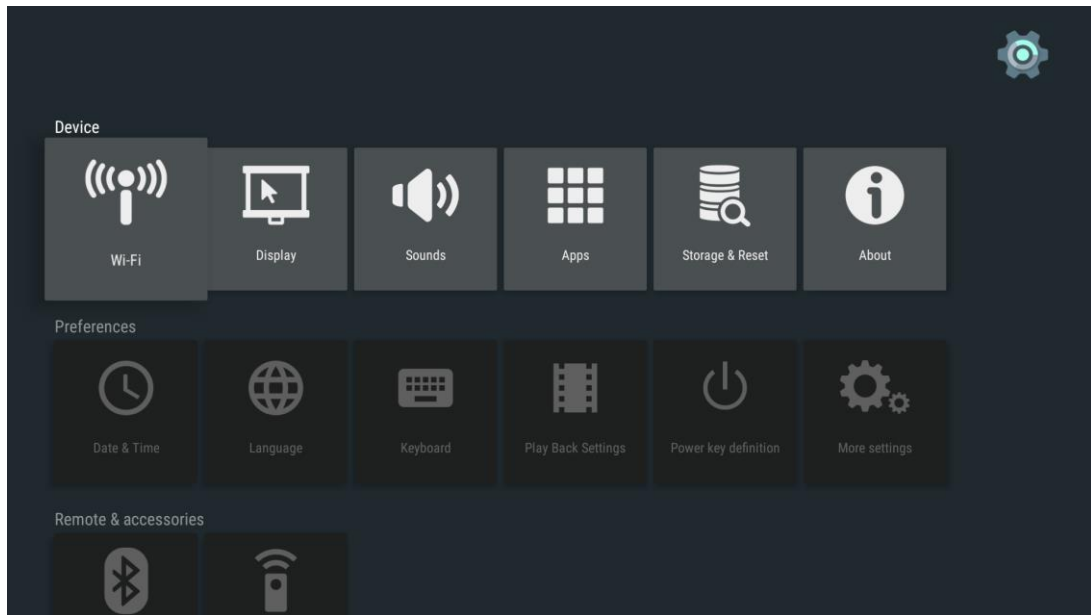 Device
Wi-Fi
Display
Sounds
Apps
Storage & Reset
About
Preferences
Date & Time
Language
Keyboard
Play Back Settings
Power key definition
More settings
Remote & accessories